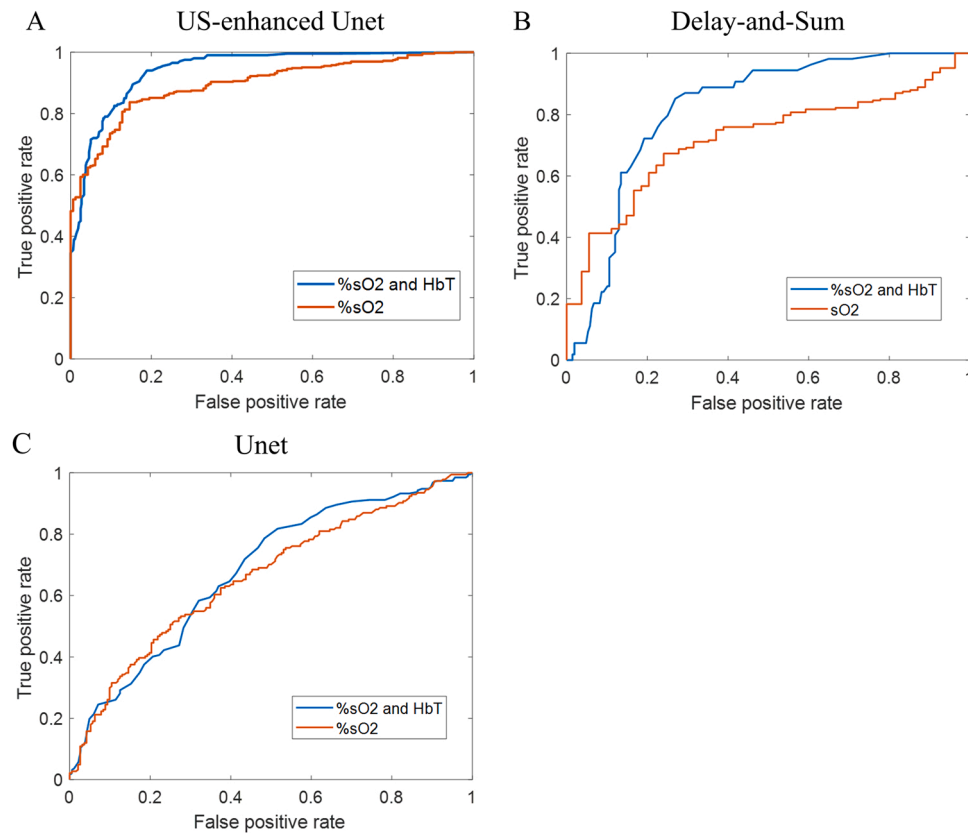 A
US-enhanced Unet
1
0.8
0.6
0.4
0.2
0
True positive rate
%sO2 and HbT
%sO2
0
0.2
0.4
0.6
0.8
1
False positive rate
B
Delay-and-Sum
1
0.8
0.6
0.4
0.2
0
True positive rate
%sO2 and HbT
sO2
0
0.2
0.4
0.6
0.8
1
False positive rate
C
Unet
1
0.8
0.6
0.4
0.2
0
True positive rate
%sO2 and HbT
%sO2
0
0.2
0.4
0.6
0.8
1
False positive rate